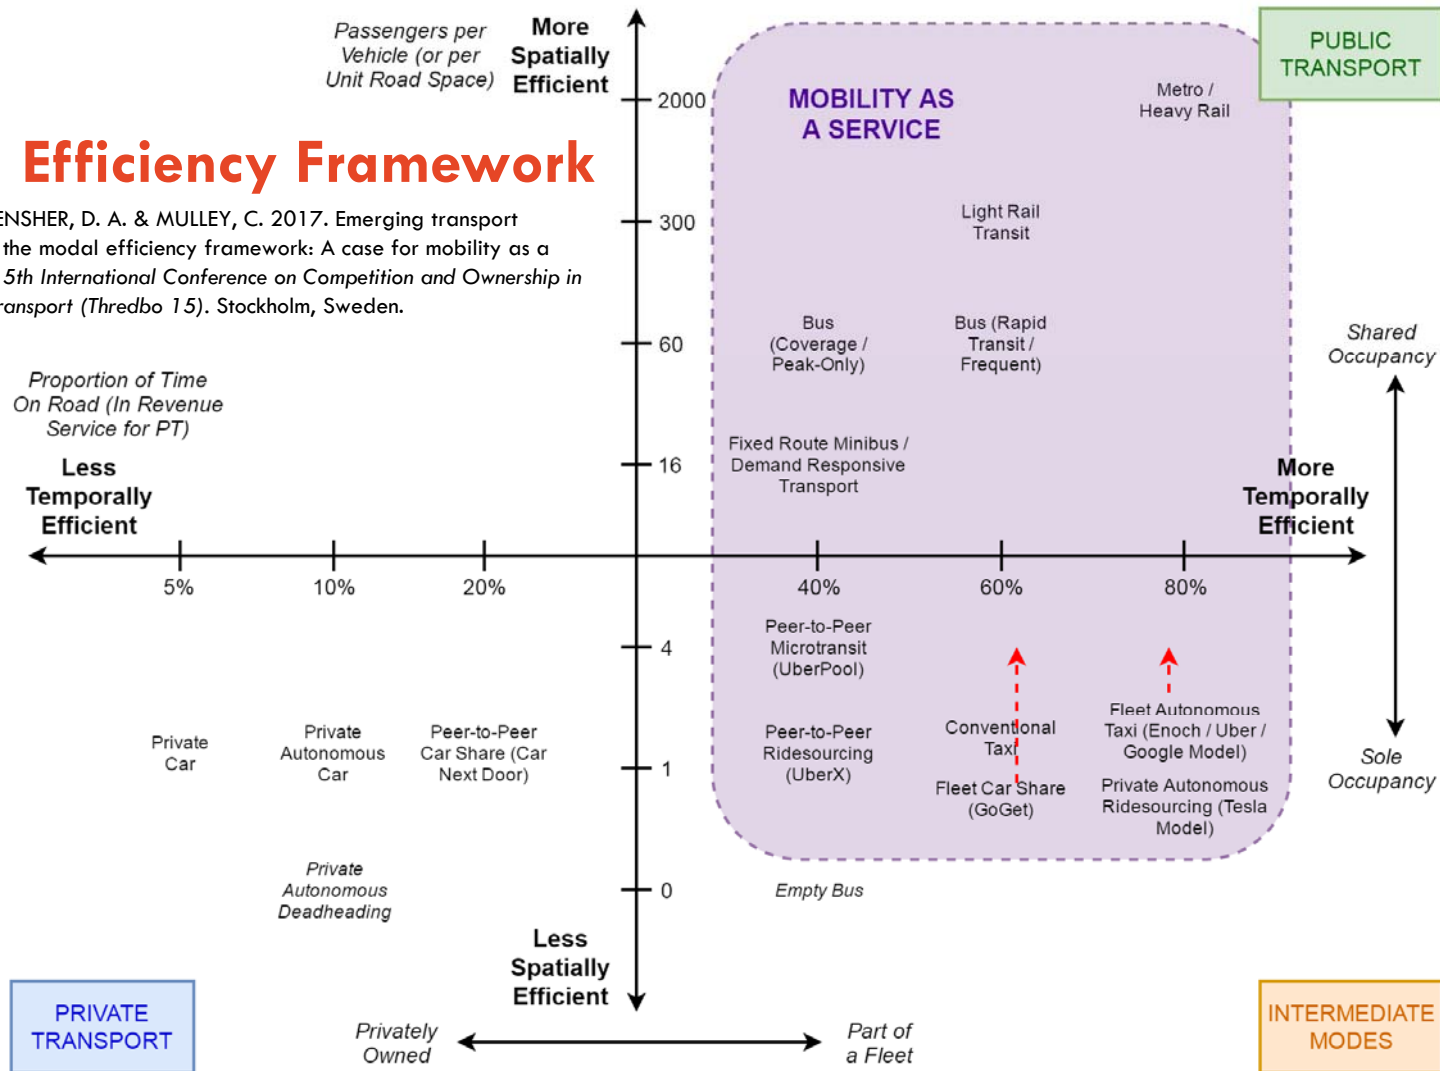 Passengers per
Vehicle (or per
Unit Road Space)
More
Spatially
Efficient
PUBLIC
TRANSPORT
MOBILITY AS
A SERVICE
Metro /
Heavy Rail
2000
Efficiency Framework
ENSHER, D. A. & MULLEY, C. 2017. Emerging transport
the modal efficiency framework: A case for mobility as a
5th International Conference on Competition and Ownership in
ransport (Thredbo 15). Stockholm, Sweden.
Light Rail
Transit
300
Bus
(Coverage /
Peak-Only)
Bus (Rapid
Transit /
Frequent)
60
Shared
Occupancy
Proportion of Time
On Road (In Revenue
Service for PT)
Less
Temporally
Efficient
Fixed Route Minibus /
Demand Responsive
Transport
16
More
Temporally
Efficient
5%
10%
20%
40%
60%
80%
Peer-to-Peer
Microtransit
(UberPool)
4
Private
Car
Private
Autonomous
Car
Peer-to-Peer
Car Share (Car
Next Door)
1
Peer-to-Peer
Ridesourcing
(UberX)
Conventional
Taxi
Fleet Car Share
(GoGet)
Fleet Autonomous
Taxi (Enoch / Uber /
Google Model)
Private Autonomous
Ridesourcing (Tesla
Model)
Sole
Occupancy
Private
Autonomous
Deadheading
0
Empty Bus
Less
Spatially
Efficient
PRIVATE
TRANSPORT
Privately
Owned
Part of
a Fleet
INTERMEDIATE
MODES